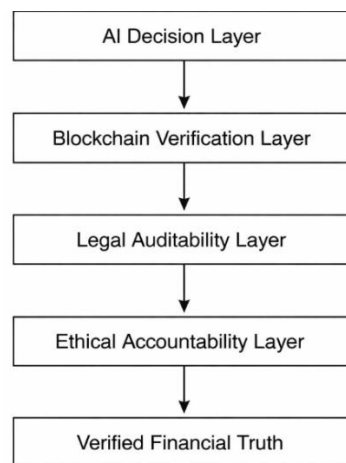 AI Decision Layer
Blockchain Verification Layer
Legal Auditability Layer
Ethical Accountability Layer
Verified Financial Truth